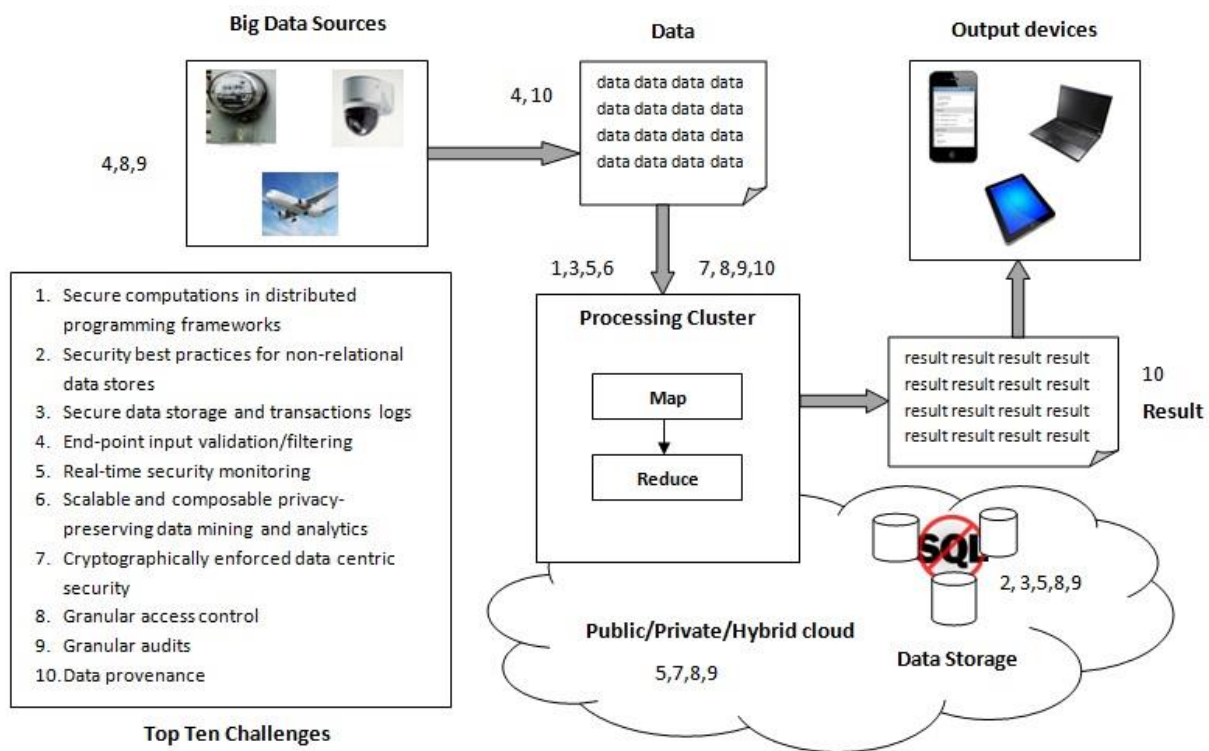 Big Data Sources
Data
Output devices
4,8,9
4, 10
data data data data
data data data data
data data data data
data data data data
1,3,5,6
7, 8,9,10
Processing Cluster
Map
Reduce
result result result result
result result result result
result result result result
result result result result
10
Result
1. Secure computations in distributed
programming frameworks
2. Security best practices for non-relational
data stores
3. Secure data storage and transactions logs
4. End-point input validation/filtering
5. Real-time security monitoring
6. Scalable and composable privacy-
preserving data mining and analytics
7. Cryptographically enforced data centric
security
8. Granular access control
9. Granular audits
10. Data provenance
Top Ten Challenges
SQL
2, 3,5,8,9
Public/Private/Hybrid cloud
5,7,8,9
Data Storage